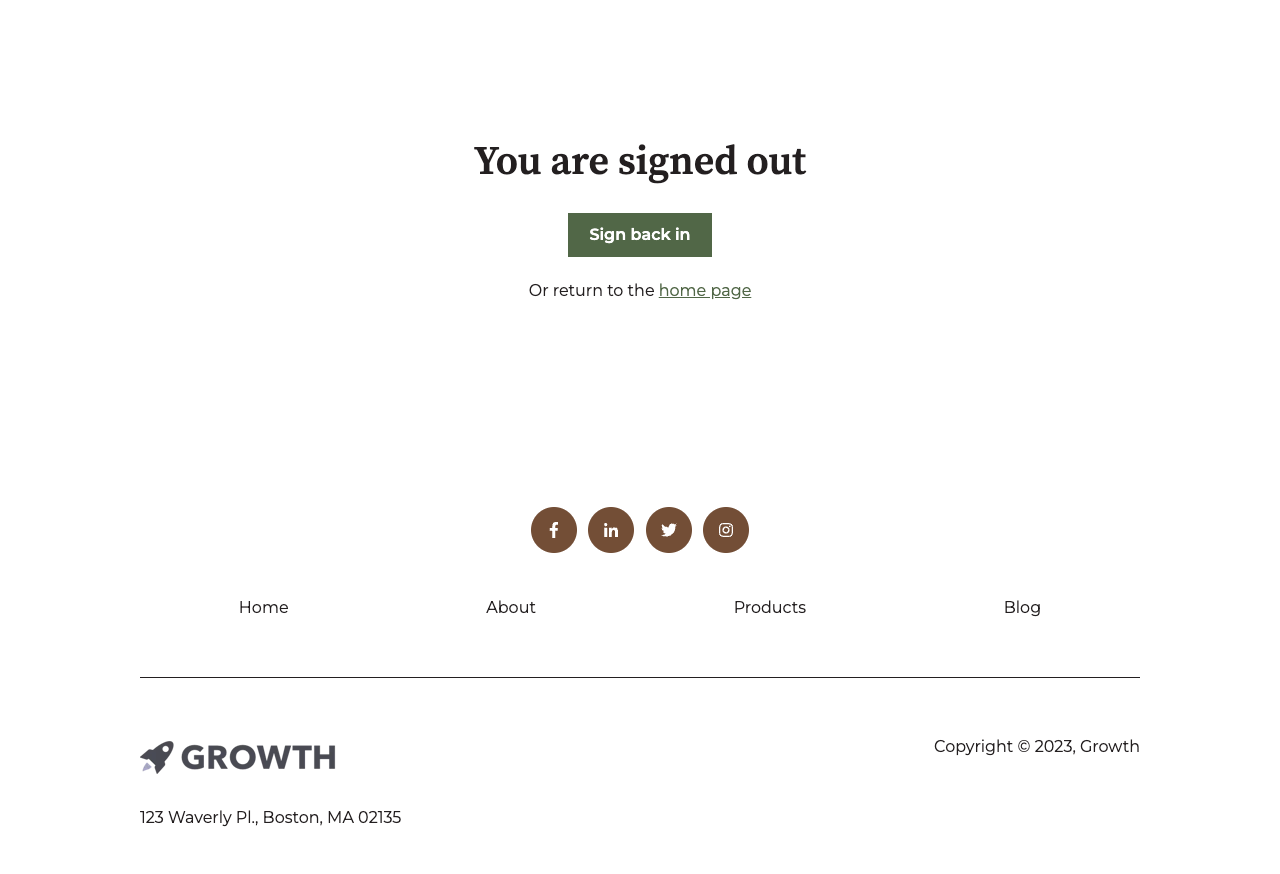 You are signed out
Sign back in
Or return to the home page
Home About Products Blog
GROWTH
Copyright © 2023, Growth
123 Waverly Pl., Boston, MA 02135